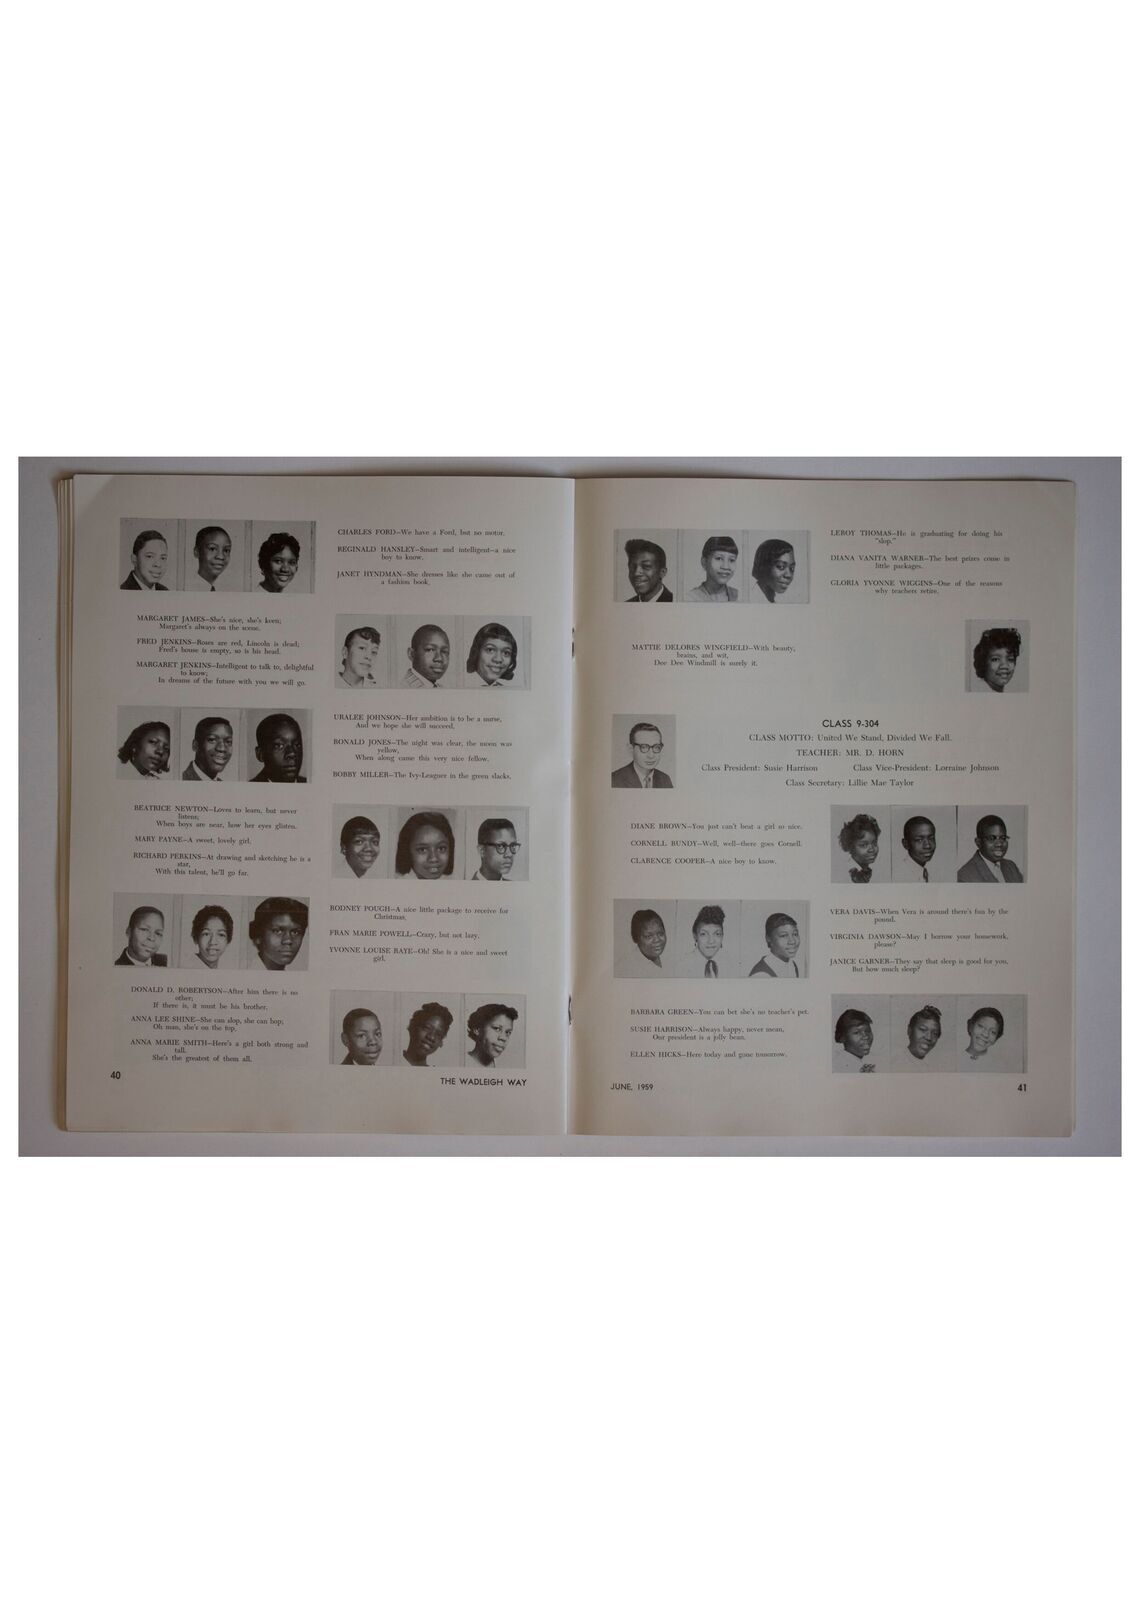 CHARLES FORD—We have a Ford, but no motor.
REGINALD HANSLEY—Smart and intelligent—a nice
boy to know.
JANET HYNDMAN—She dresses like she came out of
a fashion book.
MARGARET JAMES—She's nice, she's keen;
Margaret's always on the scene.
FRED JENKINS—Roses are red, Lincoln is dead;
Fred's house is empty, so is his head.
MARGARET JENKINS—Intelligent to talk to, delightful
to know;
In dreams of the future with you we will go.
URALEE JOHNSON—Her ambition is to be a nurse,
And we hope she will succeed.
RONALD JONES—The night was clear, the moon was
yellow,
When along came this very nice fellow.
BOBBY MILLER—The Ivy-Leaguer in the green slacks.
BEATRICE NEWTON—Loves to learn, but never
listens;
When boys are near, how her eyes glisten.
MARY PAYNE—A sweet, lovely girl.
RICHARD PERKINS—At drawing and sketching he is a
star,
With this talent, he'll go far.
RODNEY POUGH—A nice little package to receive for
Christmas.
FRAN MARIE POWELL—Crazy, but not lazy.
YVONNE LOUISE RAYE—Oh! She is a nice and sweet
girl.
DONALD D. ROBERTSON—After him there is no
other;
If there is, it must be his brother.
ANNA LEE SHINE—She can slop, she can bop;
Oh man, she's on the top.
ANNA MARIE SMITH—Here's a girl both strong and
tall.
She's the greatest of them all.
40
THE WADLEIGH WAY
LEROY THOMAS—He is graduating for doing his
"slop."
DIANA VANITA WARNER—The best prizes come in
little packages.
GLORIA YVONNE WIGGINS—One of the reasons
why teachers retire.
MATTIE DELORES WINGFIELD—With beauty,
brains, and wit,
Dee Dee Windmill is surely it.
CLASS 9-304
CLASS MOTTO: United We Stand, Divided We Fall.
TEACHER: MR. D. HORN
Class President: Susie Harrison Class Vice-President: Lorraine Johnson
Class Secretary: Lillie Mae Taylor
DIANE BROWN—You just can't beat a girl so nice.
CORNELL BUNDY—Well, well—there goes Cornell.
CLARENCE COOPER—A nice boy to know.
VERA DAVIS—When Vera is around there's fun by the
pound.
VIRGINIA DAWSON—May I borrow your homework,
please?
JANICE GARNER—They say that sleep is good for you,
But how much sleep?
BARBARA GREEN—You can bet she's no teacher's pet.
SUSIE HARRISON—Always happy, never mean,
Our president is a jolly bean.
ELLEN HICKS—Here today and gone tomorrow.
JUNE, 1959
41